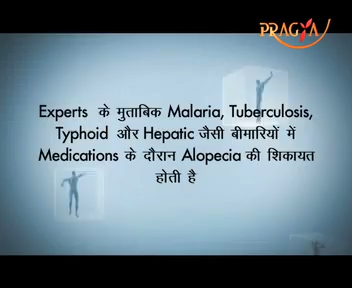 PRAGYA
Experts के मुताबिक Malaria, Tuberculosis,
Typhoid और Hepatic जैसी बीमारियों में
Medications के दौरान Alopecia की शिकायत
होती है